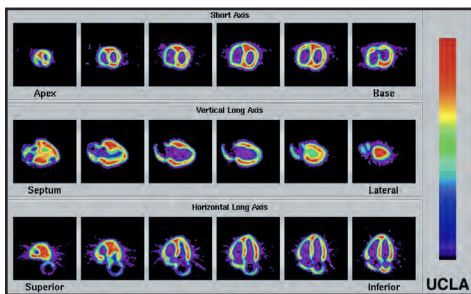 Short Axis
Apex Base
Vertical Long Axis
Septum Lateral
Horizontal Long Axis
Superior Inferior
UCLA